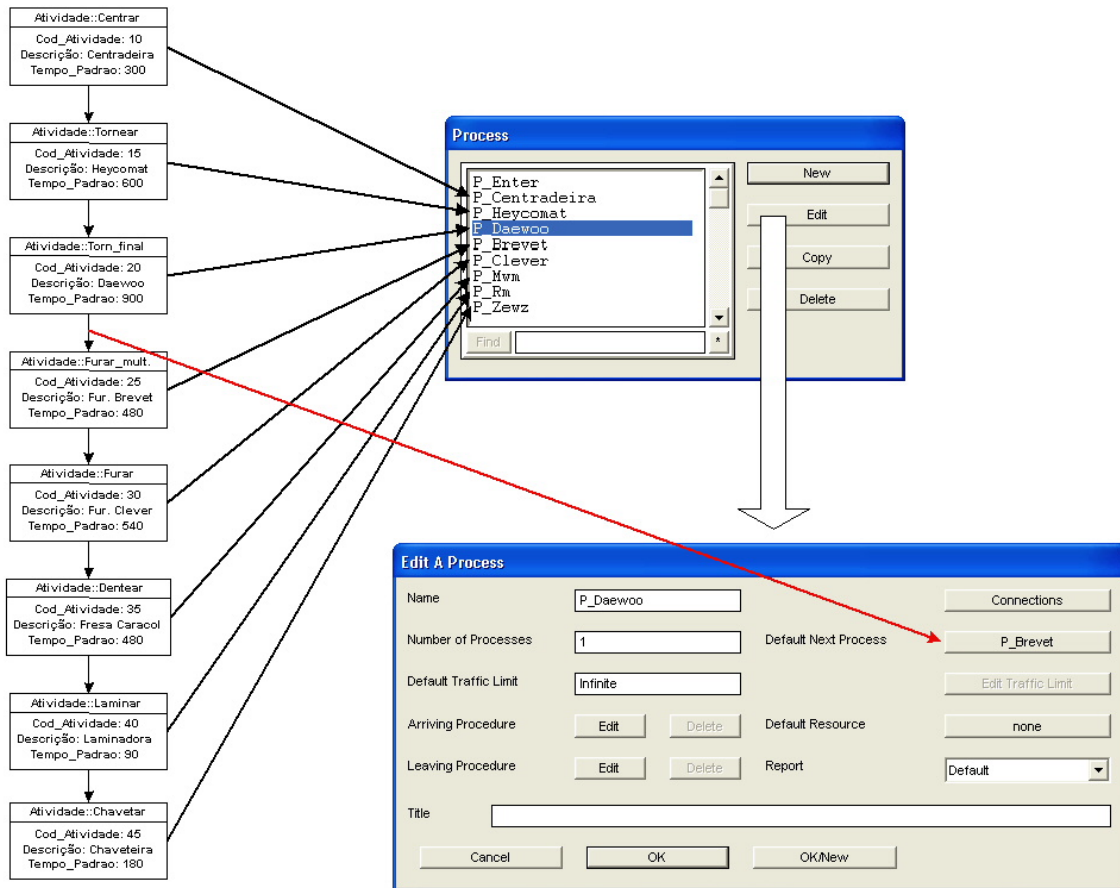 Atividade::Centrar
Cod_Atividade: 10
Descrição: Centradeira
Tempo_Padrao: 300
Atividade::Tornear
Cod_Atividade: 15
Descrição: Heycomat
Tempo_Padrao: 600
Atividade::Torn_final
Cod_Atividade: 20
Descrição: Daewoo
Tempo_Padrao: 900
Atividade::Furar_mult.
Cod_Atividade: 25
Descrição: Fur. Brevet
Tempo_Padrao: 480
Atividade::Furar
Cod_Atividade: 30
Descrição: Fur. Clever
Tempo_Padrao: 540
Atividade::Dentear
Cod_Atividade: 35
Descrição: Fresa Caracol
Tempo_Padrao: 480
Atividade::Laminar
Cod_Atividade: 40
Descrição: Laminadora
Tempo_Padrao: 90
Atividade::Chavetar
Cod_Atividade: 45
Descrição: Chaveteira
Tempo_Padrao: 180
Process
P_Enter
P_Centradeira
P_Heycomat
P_Daewoo
P_Brevet
P_Clever
P_Mwm
P_Rm
P_Zewz
Find
*
New
Edit
Copy
Delete
Edit A Process
Name P_Daewoo Connections
Number of Processes 1 Default Next Process P_Brevet
Default Traffic Limit Infinite Edit Traffic Limit
Arriving Procedure Edit Delete Default Resource none
Leaving Procedure Edit Delete Report Default
Title
Cancel OK OK/New